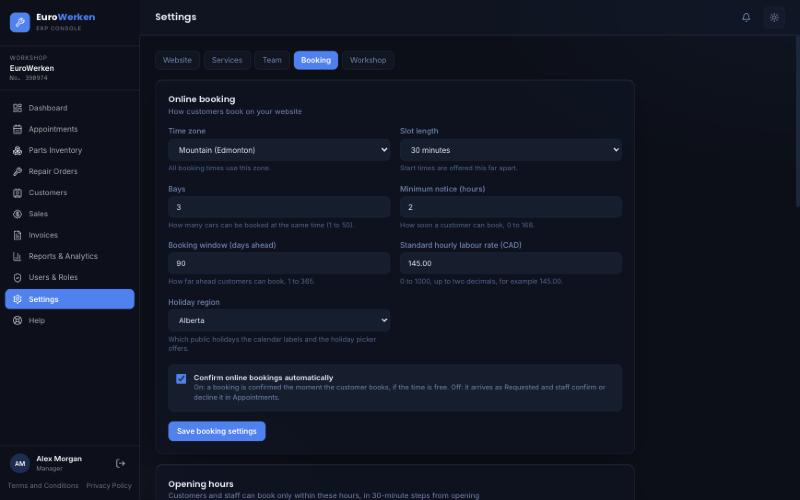 EuroWerken
ERP CONSOLE
WORKSHOP
EuroWerken
No. 390974
Dashboard
Appointments
Parts Inventory
Repair Orders
Customers
Sales
Invoices
Reports & Analytics
Users & Roles
Settings
Help
AM
Alex Morgan
Manager
Terms and Conditions
Privacy Policy
Settings
Website
Services
Team
Booking
Workshop
Online booking
How customers book on your website
Time zone
Mountain (Edmonton)
All booking times use this zone.
Slot length
30 minutes
Start times are offered this far apart.
Bays
3
How many cars can be booked at the same time (1 to 50).
Minimum notice (hours)
2
How soon a customer can book, 0 to 168.
Booking window (days ahead)
90
How far ahead customers can book, 1 to 365.
Standard hourly labour rate (CAD)
145.00
0 to 1000, up to two decimals, for example 145.00.
Holiday region
Alberta
Which public holidays the calendar labels and the holiday picker
offers.
Confirm online bookings automatically
On: a booking is confirmed the moment the customer books, if the time is free. Off: it arrives as Requested and staff confirm or
decline it in Appointments.
Save booking settings
Opening hours
Customers and staff can book only within these hours, in 30-minute steps from opening